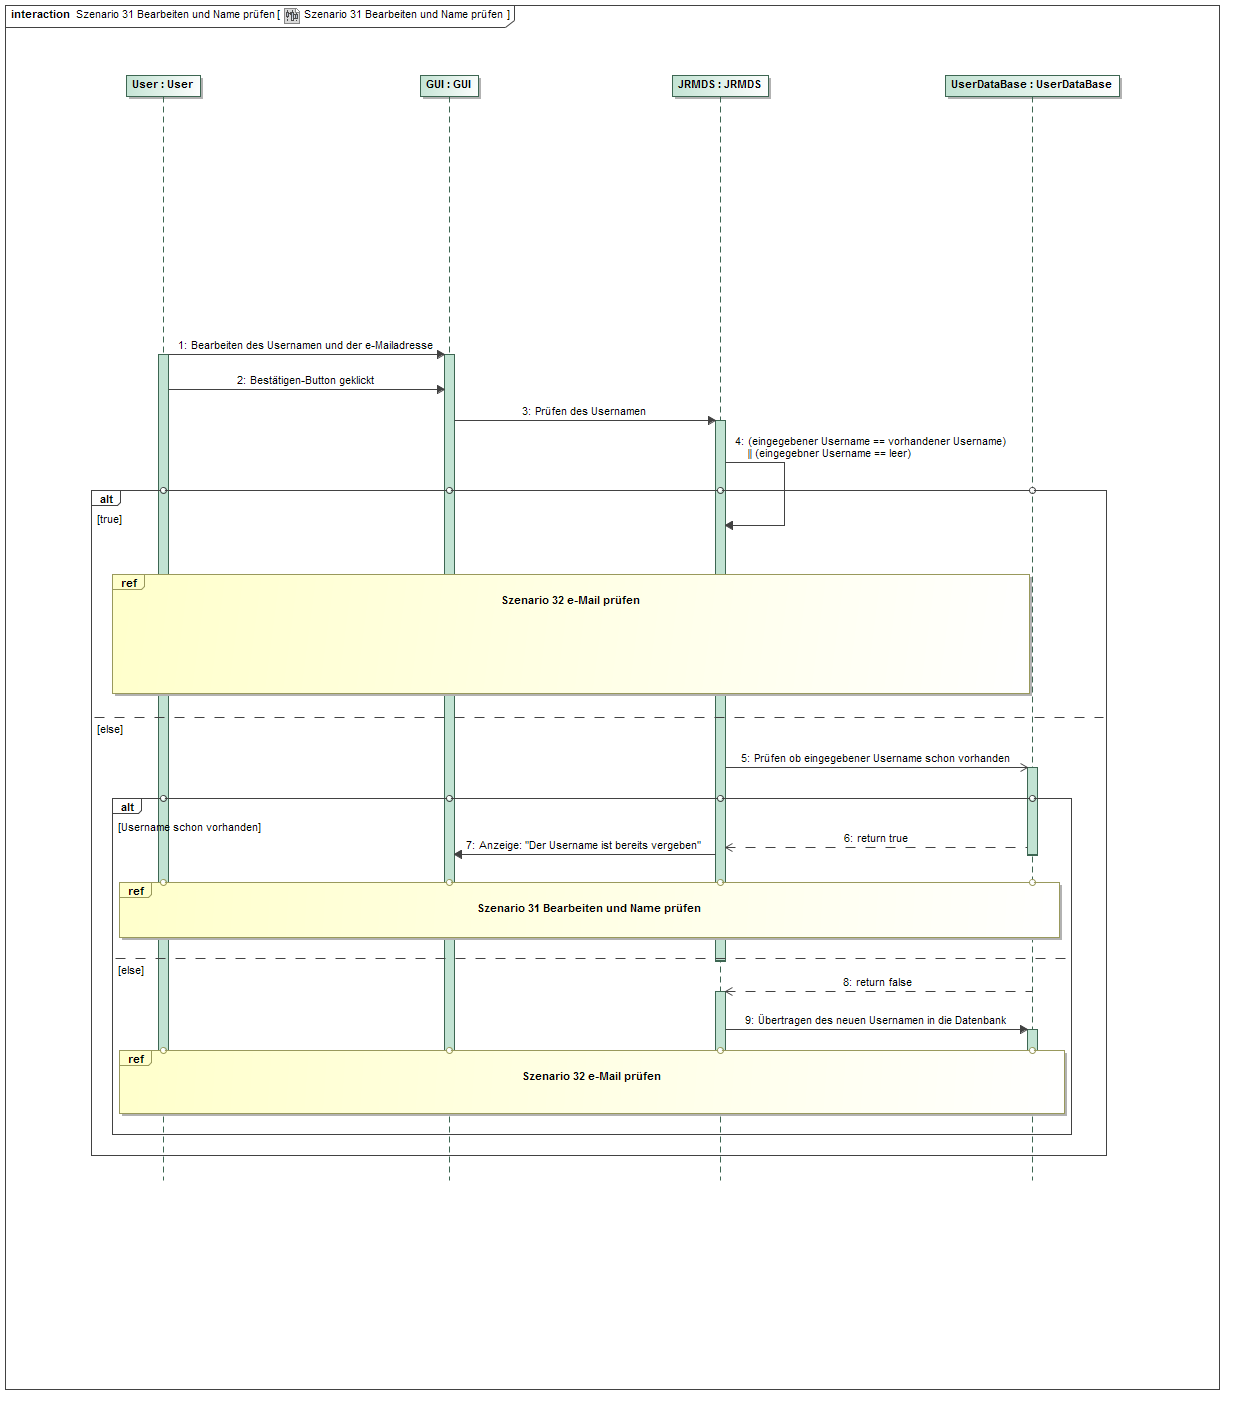 interaction Szenario 31 Bearbeiten und Name prüfen [ Szenario 31 Bearbeiten und Name prüfen ]
User : User
GUI : GUI
JRMDS : JRMDS
UserDataBase : UserDataBase
1: Bearbeiten des Usernamen und der e-Mailadresse
2: Bestätigen-Button geklickt
3: Prüfen des Usernamen
4: (eingegebener Username == vorhandener Username)
(eingegebner Username == leer)
alt
[true]
ref
Szenario 32 e-Mail prüfen
[else]
5: Prüfen ob eingegebener Username schon vorhanden
alt
[Username schon vorhanden]
6: return true
7: Anzeige: "Der Username ist bereits vergeben"
ref
Szenario 31 Bearbeiten und Name prüfen
[else]
8: return false
9: Übertragen des neuen Usernamen in die Datenbank
ref
Szenario 32 e-Mail prüfen